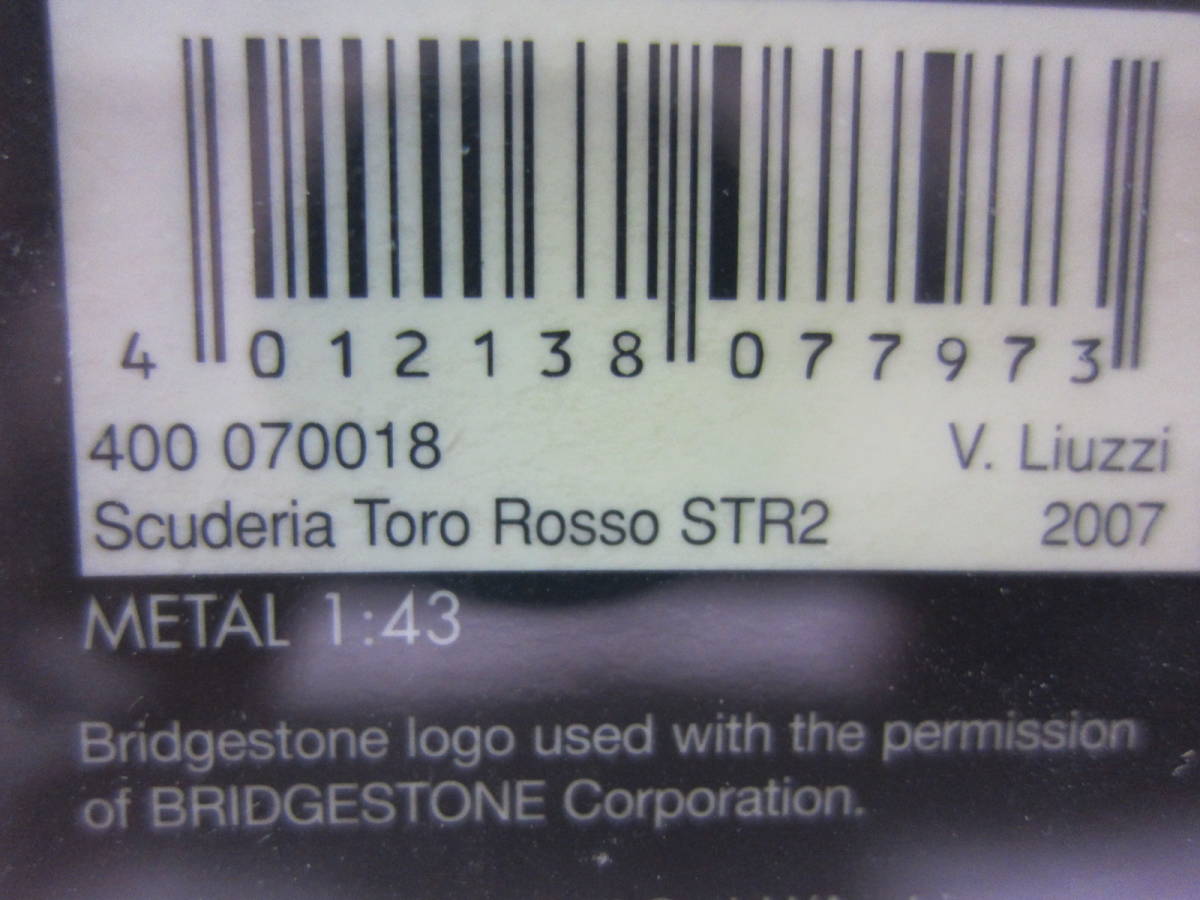 4 012138 077973
400 070018 V. Liuzzi
Scuderia Toro Rosso STR2 2007
METAL 1:43
Bridgestone logo used with the permission
of BRIDGESTONE Corporation.